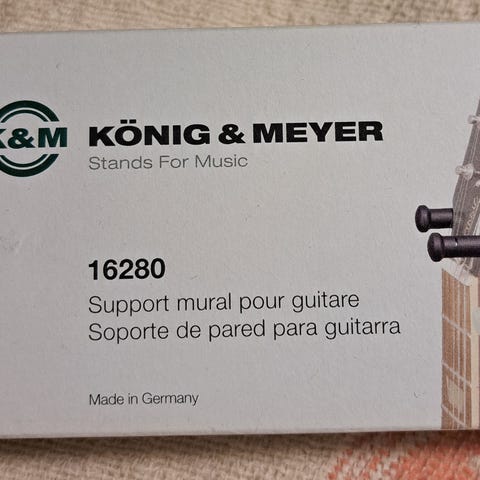 K&M
KÖNIG & MEYER
Stands For Music
16280
Support mural pour guitare
Soporte de pared para guitarra
Made in Germany